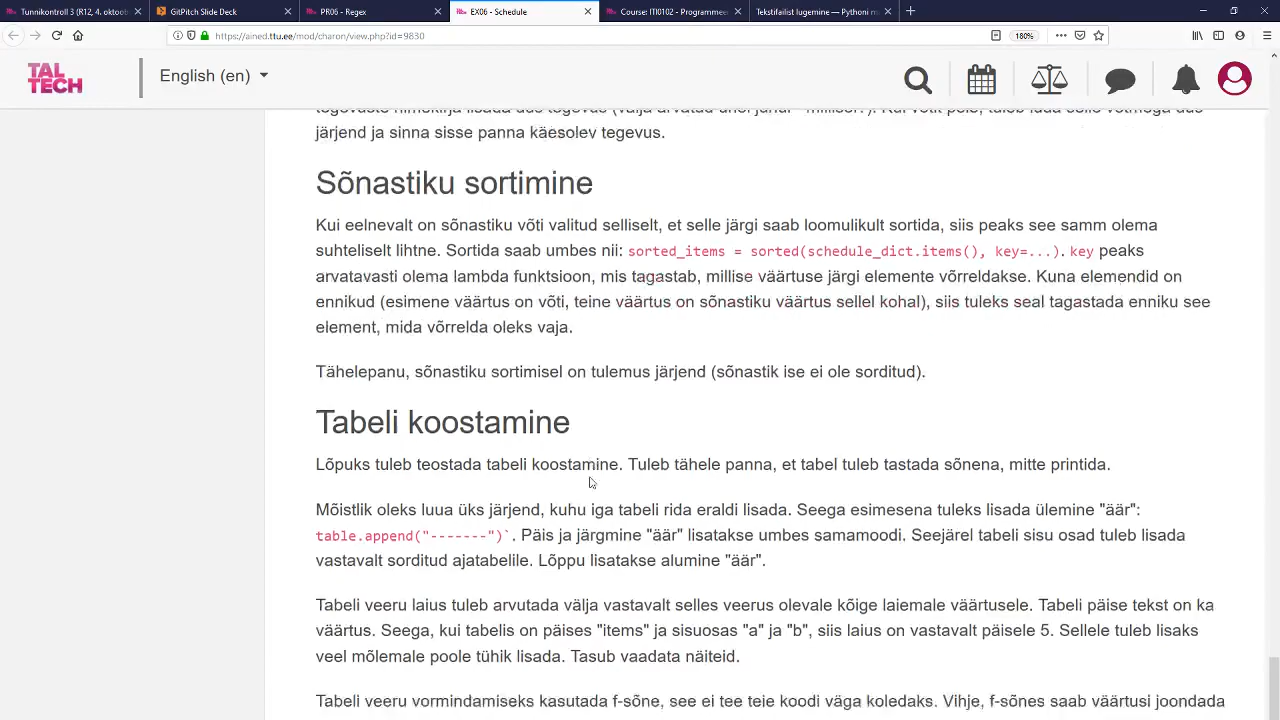 Tunnikontroll 3 (R12, 4. oktoo
GitPitch Slide Deck
PR06 - Regex
EX06 - Schedule
Course: ITI0102 - Programmee
Tekstifailist lugemine — Pythoni m
https://ained.ttu.ee/mod/charon/view.php?id=9830
180%
TAL
TECH
English (en)
järjend ja sinna sisse panna käesolev tegevus.
Sõnastiku sortimine
Kui eelnevalt on sõnastiku võti valitud selliselt, et selle järgi saab loomulikult sortida, siis peaks see samm olema
suhteliselt lihtne. Sortida saab umbes nii: sorted_items = sorted(schedule_dict.items(), key=...). key peaks
arvatavasti olema lambda funktsioon, mis tagastab, millise väärtuse järgi elemente võrreldakse. Kuna elemendid on
ennikud (esimene väärtus on võti, teine väärtus on sõnastiku väärtus sellel kohal), siis tuleks seal tagastada enniku see
element, mida võrrelda oleks vaja.
Tähelepanu, sõnastiku sortimisel on tulemus järjend (sõnastik ise ei ole sorditud).
Tabeli koostamine
Lõpuks tuleb teostada tabeli koostamine. Tuleb tähele panna, et tabel tuleb tastada sõnena, mitte printida.
Mõistlik oleks luua üks järjend, kuhu iga tabeli rida eraldi lisada. Seega esimesena tuleks lisada ülemine "äär":
table.append("-------")`. Päis ja järgmine "äär" lisatakse umbes samamoodi. Seejärel tabeli sisu osad tuleb lisada
vastavalt sorditud ajatabelile. Lõppu lisatakse alumine "äär".
Tabeli veeru laius tuleb arvutada välja vastavalt selles veerus olevale kõige laiemale väärtusele. Tabeli päise tekst on ka
väärtus. Seega, kui tabelis on päises "items" ja sisuosas "a" ja "b", siis laius on vastavalt päisele 5. Sellele tuleb lisaks
veel mõlemale poole tühik lisada. Tasub vaadata näiteid.
Tabeli veeru vormindamiseks kasutada f-sõne, see ei tee teie koodi väga koledaks. Vihje, f-sõnes saab väärtusi joondada